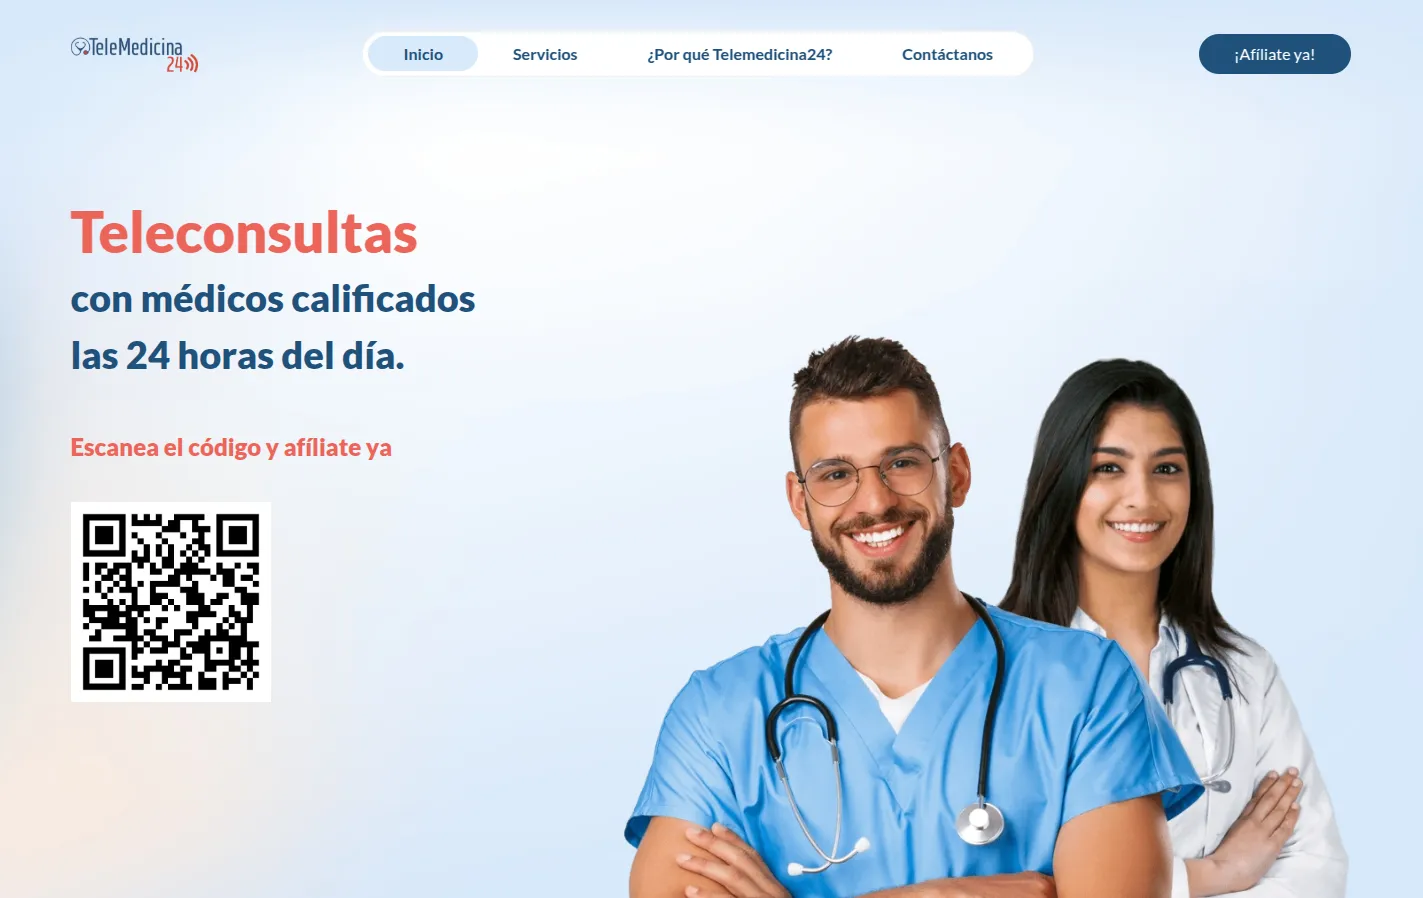 TeleMedicina
24
Inicio
Servicios
¿Por qué Telemedicina24?
Contáctanos
¡Afíliate ya!
Teleconsultas
con médicos calificados
las 24 horas del día.
Escanea el código y afíliate ya